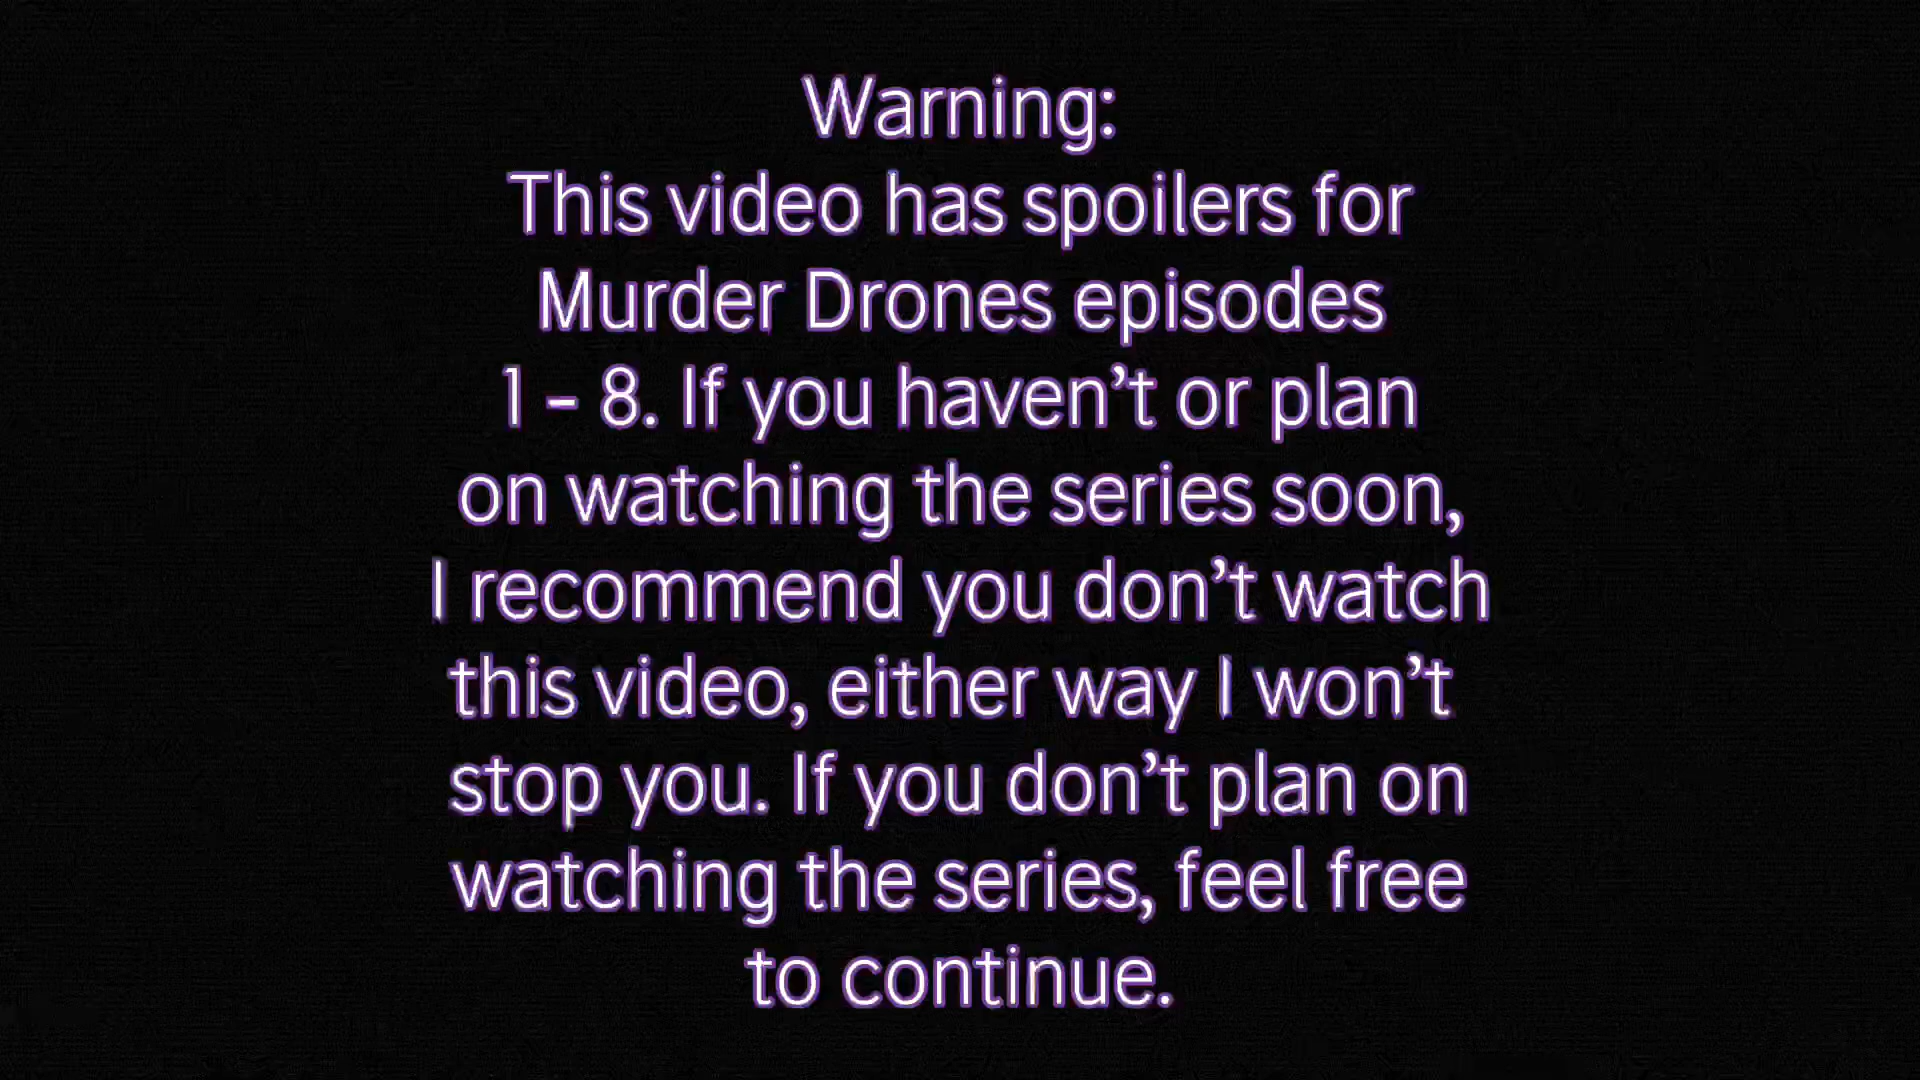 Warning:
This video has spoilers for
Murder Drones episodes
1 - 8. If you haven’t or plan
on watching the series soon,
I recommend you don’t watch
this video, either way I won’t
stop you. If you don’t plan on
watching the series, feel free
to continue.